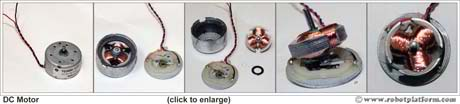 DC Motor
(click to enlarge)
© www.robotplatform.com